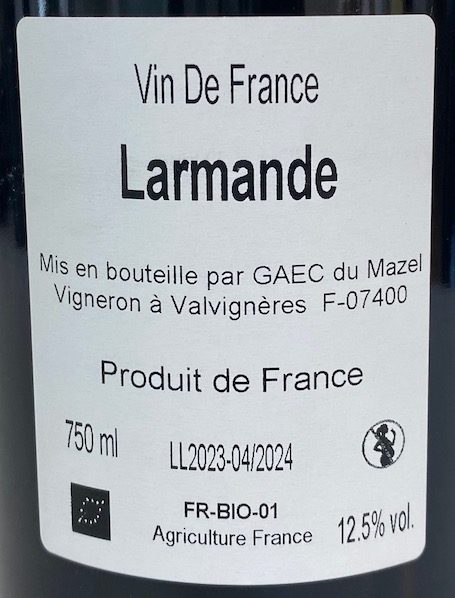 Vin De France
Larmande
Mis en bouteille par GAEC du Mazel
Vigneron à Valvignères F-07400
Produit de France
750 ml
LL2023-04/2024
FR-BIO-01
Agriculture France
12.5% vol.